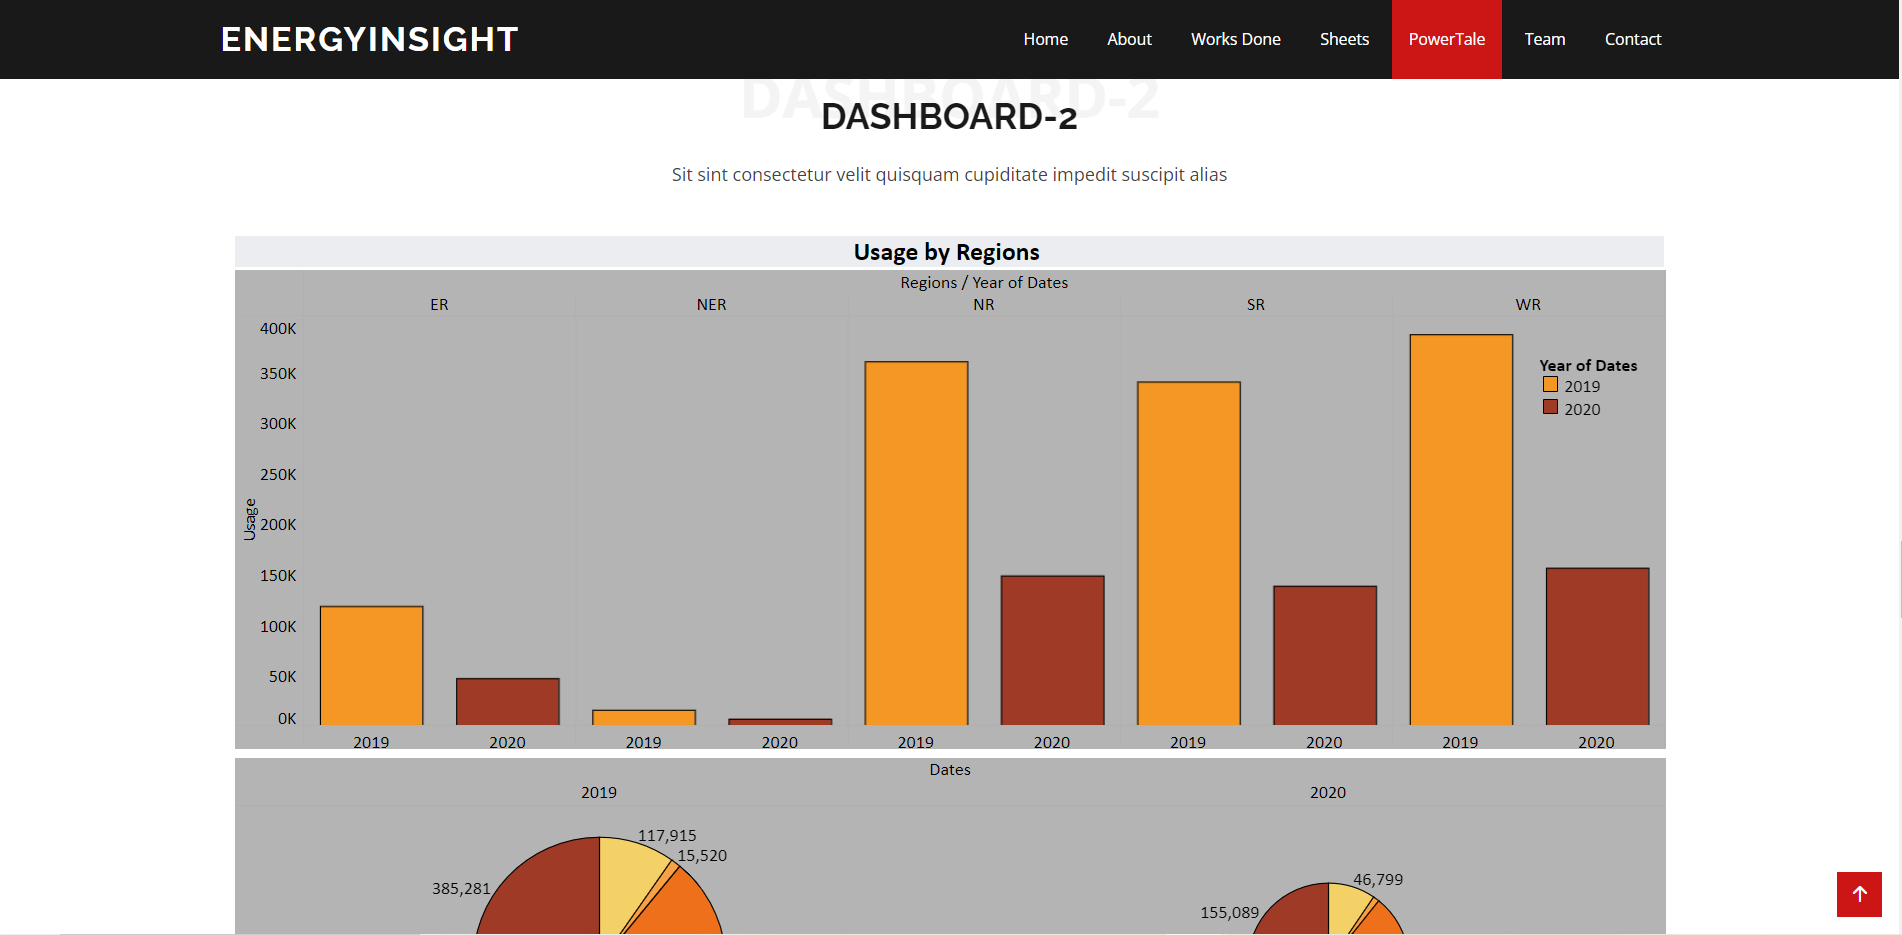 ENERGYINSIGHT
Home About Works Done Sheets PowerTale Team Contact
DASHBOARD-2
DASHBOARD-2
Sit sint consectetur velit quisquam cupiditate impedit suscipit alias
Usage by Regions
Regions / Year of Dates
ER NER NR SR WR
400K
350K
300K
250K
200K
150K
100K
50K
0K
Usage
Year of Dates
2019
2020
2019 2020 2019 2020 2019 2020 2019 2020 2019 2020
Dates
2019 2020
117,915
15,520
385,281
46,799
155,089